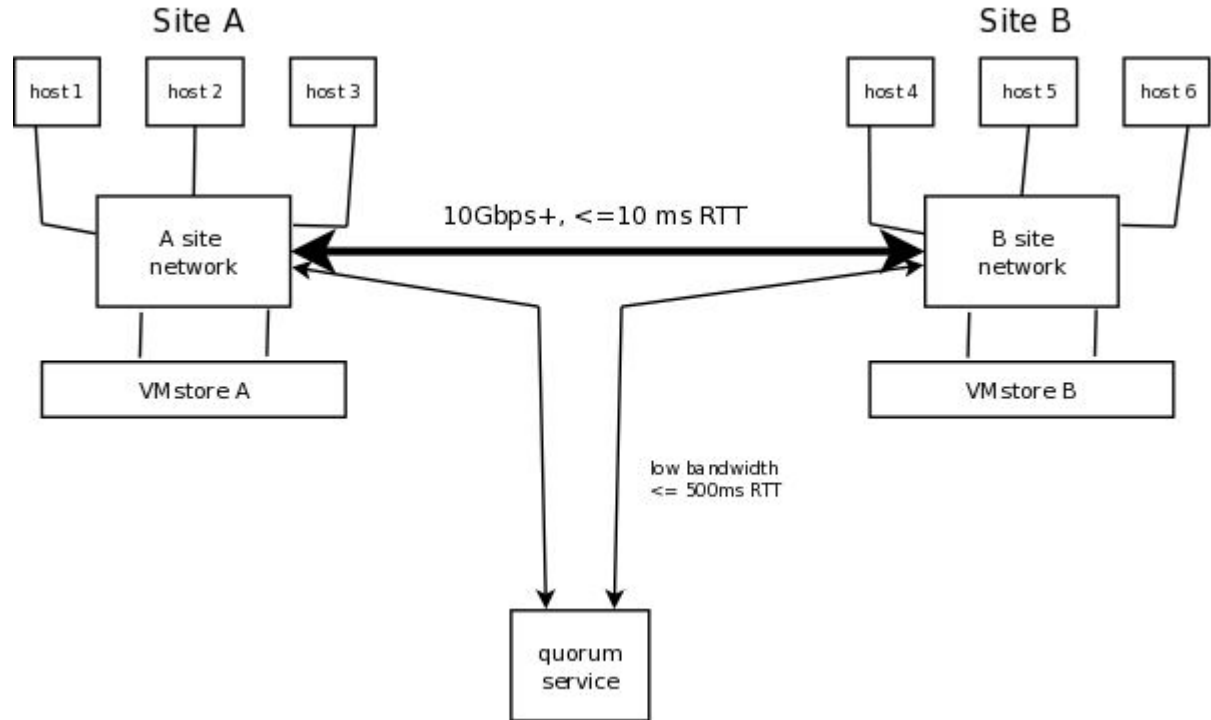 Site A
Site B
host 1
host 2
host 3
host 4
host 5
host 6
10Gbps+, <=10 ms RTT
A site
network
B site
network
VMstore A
VMstore B
low bandwidth
<= 500ms RTT
quorum
service